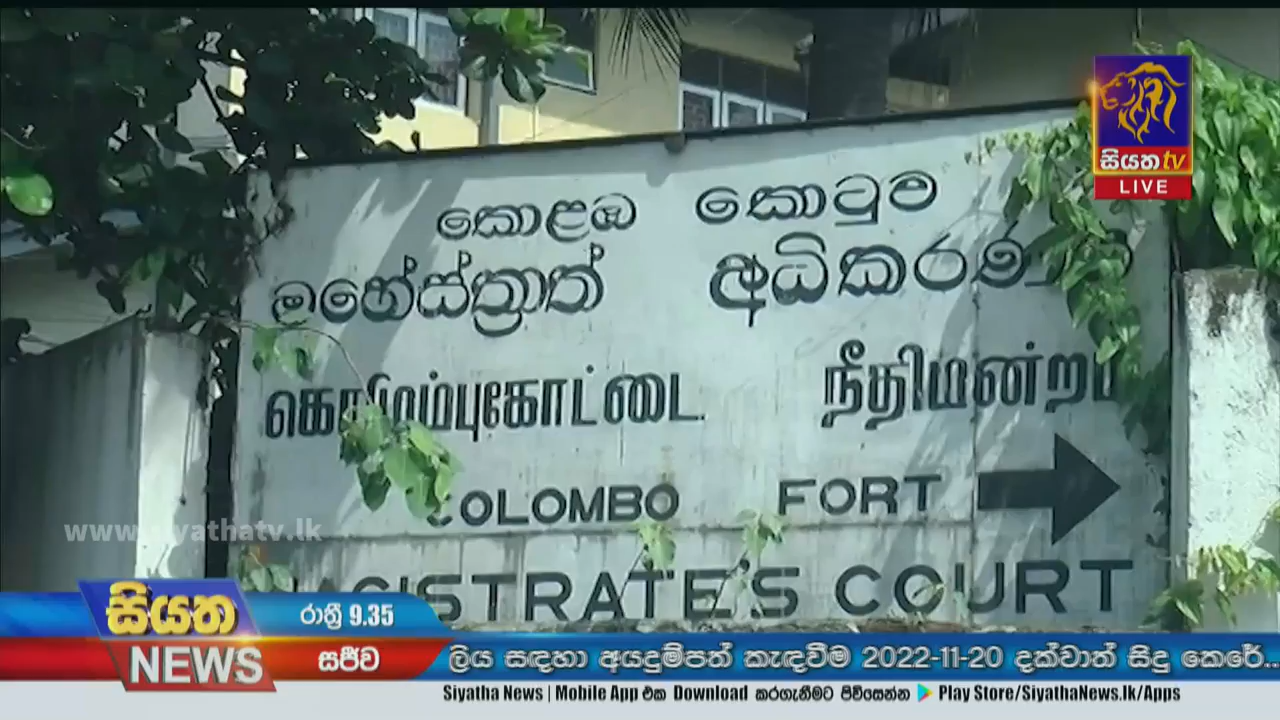 සියත tv
LIVE
කොළඹ කොටුව
මහේස්ත්‍රාත් අධිකරණ
கொழும்புகோட்டை நீதிமன்றம்
COLOMBO FORT
MAGISTRATE'S COURT
www.siyathatv.lk
සියත
NEWS
රාත්‍රී 9.35
සජීව
ලිය සඳහා අයදුම්පත් කැඳවීම 2022-11-20 දක්වාත් සිදු කෙරේ...
Siyatha News | Mobile App එක Download කරගැනීමට පිවිසෙන්න Play Store/SiyathaNews.lk/Apps